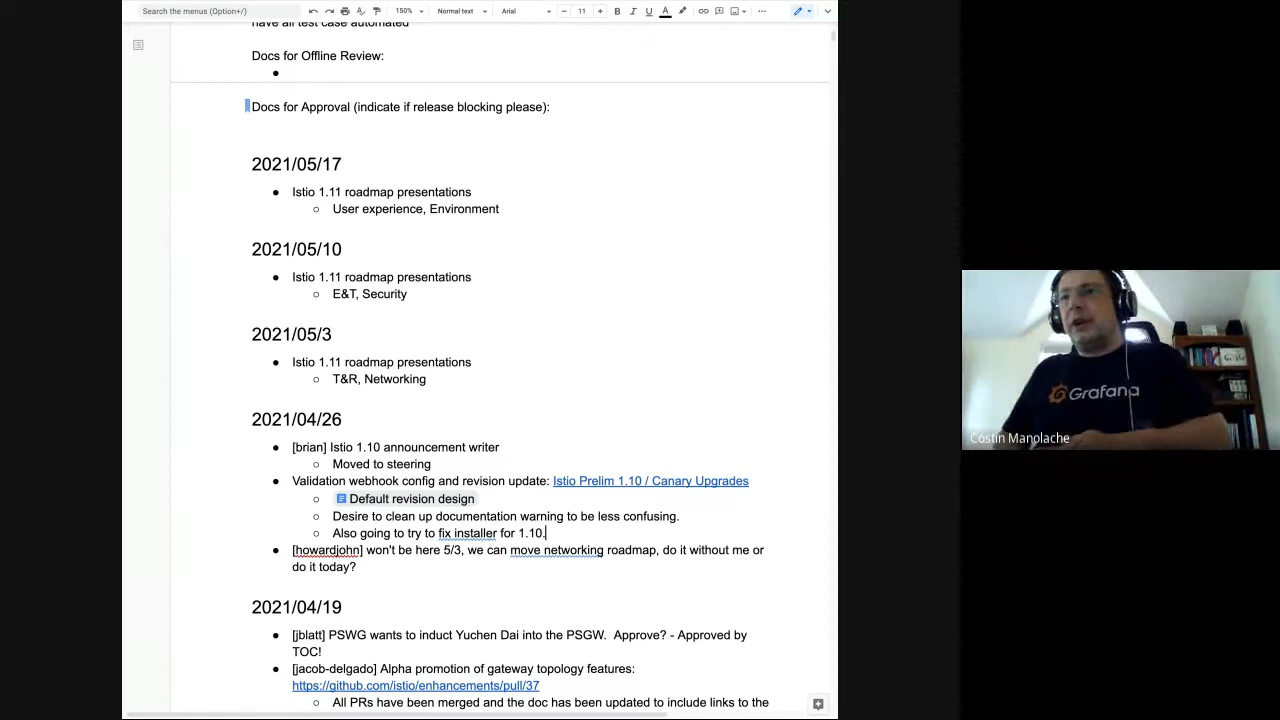 Search the menus (Option+/)
150%
Normal text
Arial
11
B
I
U
A
have all test case automated
Docs for Offline Review:
Docs for Approval (indicate if release blocking please):
2021/05/17
Istio 1.11 roadmap presentations
User experience, Environment
2021/05/10
Istio 1.11 roadmap presentations
E&T, Security
2021/05/3
Istio 1.11 roadmap presentations
T&R, Networking
2021/04/26
[brian] Istio 1.10 announcement writer
Moved to steering
Validation webhook config and revision update: Istio Prelim 1.10 / Canary Upgrades
Default revision design
Desire to clean up documentation warning to be less confusing.
Also going to try to fix installer for 1.10.
[howardjohn] won't be here 5/3, we can move networking roadmap, do it without me or
do it today?
2021/04/19
[jblatt] PSWG wants to induct Yuchen Dai into the PSGW.  Approve? - Approved by
TOC!
[jacob-delgado] Alpha promotion of gateway topology features:
https://github.com/istio/enhancements/pull/37
All PRs have been merged and the doc has been updated to include links to the
Grafana
Costin Manolache